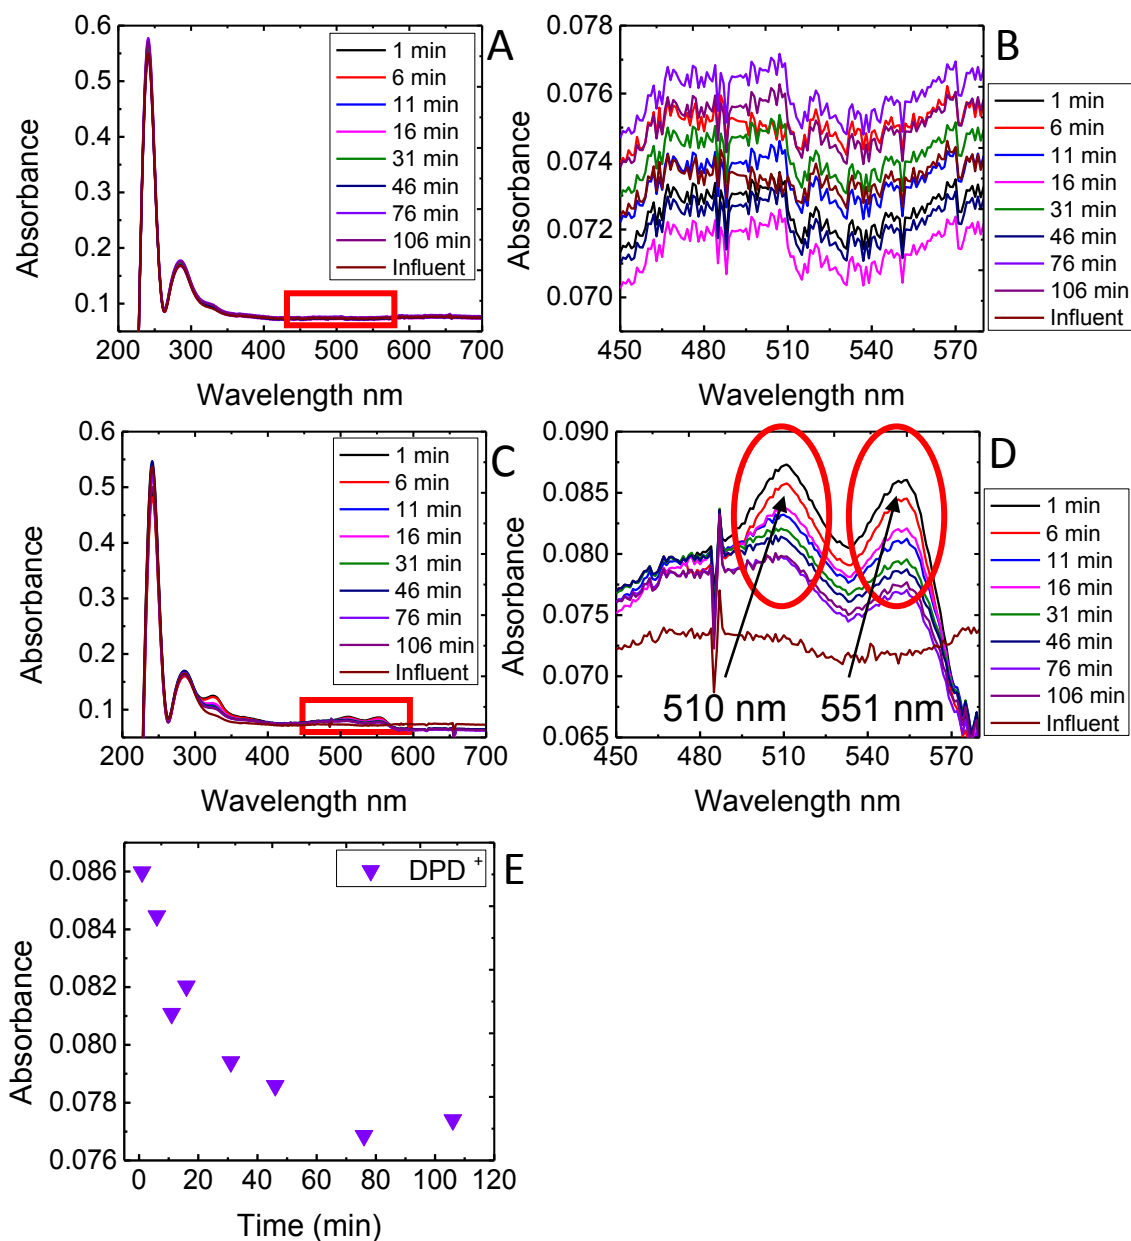 A
0.6
0.5
0.4
0.3
0.2
0.1
200 300 400 500 600 700
Absorbance
Wavelength nm
1 min
6 min
11 min
16 min
31 min
46 min
76 min
106 min
Influent
B
0.078
0.076
0.074
0.072
0.070
450 480 510 540 570
Absorbance
Wavelength nm
1 min
6 min
11 min
16 min
31 min
46 min
76 min
106 min
Influent
C
0.6
0.5
0.4
0.3
0.2
0.1
200 300 400 500 600 700
Absorbance
Wavelength nm
1 min
6 min
11 min
16 min
31 min
46 min
76 min
106 min
Influent
D
0.090
0.085
0.080
0.075
0.070
0.065
450 480 510 540 570
Absorbance
Wavelength nm
510 nm 551 nm
1 min
6 min
11 min
16 min
31 min
46 min
76 min
106 min
Influent
E
DPD +
0.086
0.084
0.082
0.080
0.078
0.076
0 20 40 60 80 100 120
Absorbance
Time (min)